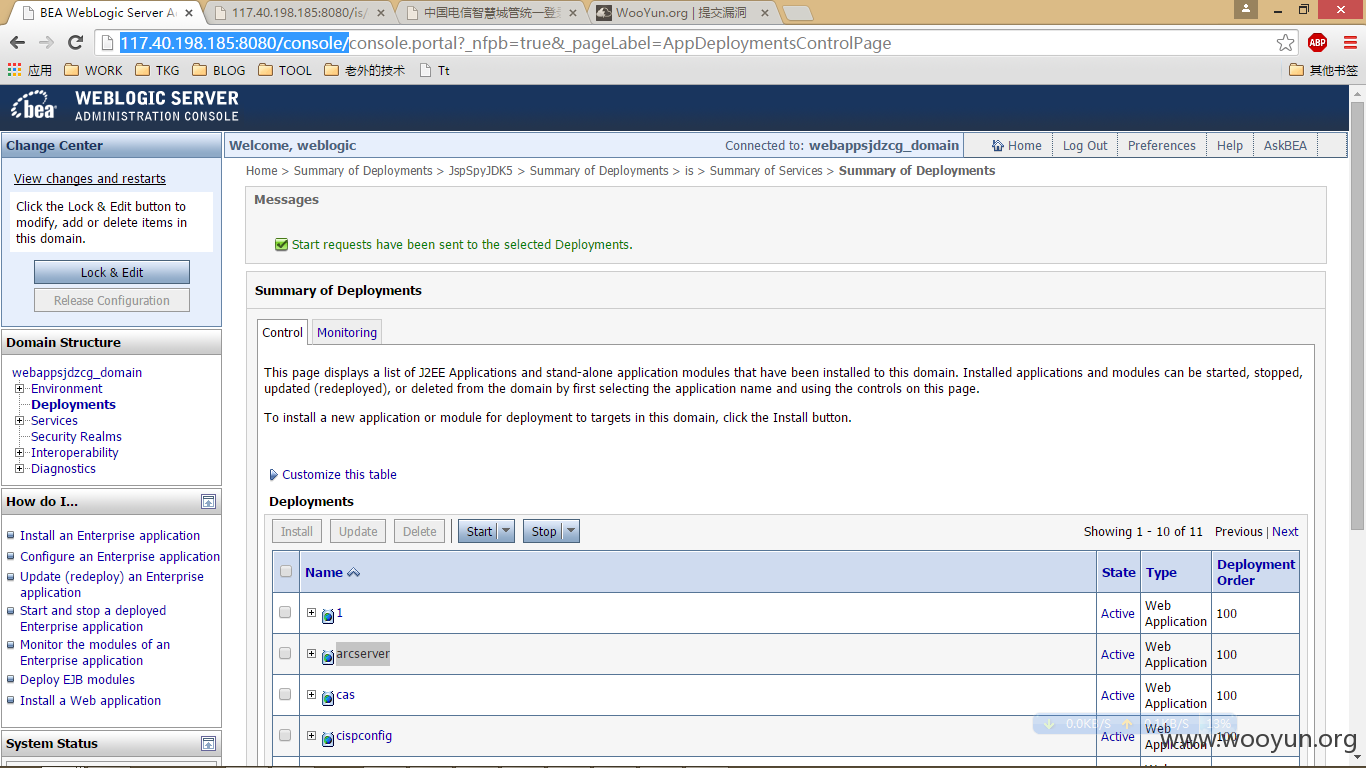 BEA WebLogic Server A
117.40.198.185:8080/is/
中国电信智慧域管统一登
WooYun.org | 提交漏洞
117.40.198.185:8080/console/console.portal?_nfpb=true&_pageLabel=AppDeploymentsControlPage
ABP
应用 WORK TKG BLOG TOOL 老外的技术 Tt 其他书签
bea WEBLOGIC SERVER
ADMINISTRATION CONSOLE
Change Center
View changes and restarts
Click the Lock & Edit button to
modify, add or delete items in
this domain.
Lock & Edit
Release Configuration
Domain Structure
webappsjdzcg_domain
Environment
Deployments
Services
Security Realms
Interoperability
Diagnostics
How do I...
Install an Enterprise application
Configure an Enterprise application
Update (redeploy) an Enterprise
application
Start and stop a deployed
Enterprise application
Monitor the modules of an
Enterprise application
Deploy EJB modules
Install a Web application
System Status
Welcome, weblogic
Connected to: webappsjdzcg_domain
Home Log Out Preferences Help AskBEA
Home > Summary of Deployments > JspSpyJDK5 > Summary of Deployments > is > Summary of Services > Summary of Deployments
Messages
Start requests have been sent to the selected Deployments.
Summary of Deployments
Control Monitoring
This page displays a list of J2EE Applications and stand-alone application modules that have been installed to this domain. Installed applications and modules can be started, stopped,
updated (redeployed), or deleted from the domain by first selecting the application name and using the controls on this page.
To install a new application or module for deployment to targets in this domain, click the Install button.
Customize this table
Deployments
Install Update Delete Start Stop Showing 1 - 10 of 11 Previous | Next
Name State Type Deployment
Order
1 Active Web
Application 100
arcserver Active Web
Application 100
cas Active Web
Application 100
cispconfig Active Web
Application 100
0.0KB/S 13%
www.wooyun.org